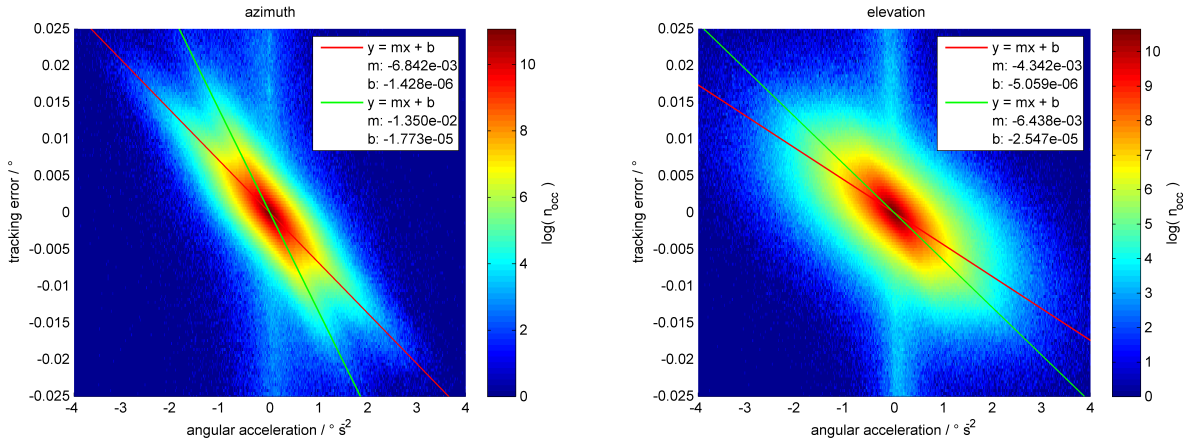 azimuth
0.025
0.02
0.015
0.01
0.005
0
-0.005
-0.01
-0.015
-0.02
-0.025
tracking error / °
-4 -3 -2 -1 0 1 2 3 4
angular acceleration / ° s-2
y = mx + b
m: -6.842e-03
b: -1.428e-06
y = mx + b
m: -1.350e-02
b: -1.773e-05
10
8
6
4
2
0
log( nocc )
elevation
0.025
0.02
0.015
0.01
0.005
0
-0.005
-0.01
-0.015
-0.02
-0.025
tracking error / °
-4 -3 -2 -1 0 1 2 3 4
angular acceleration / ° s-2
y = mx + b
m: -4.342e-03
b: -5.059e-06
y = mx + b
m: -6.438e-03
b: -2.547e-05
10
9
8
7
6
5
4
3
2
1
0
log( nocc )